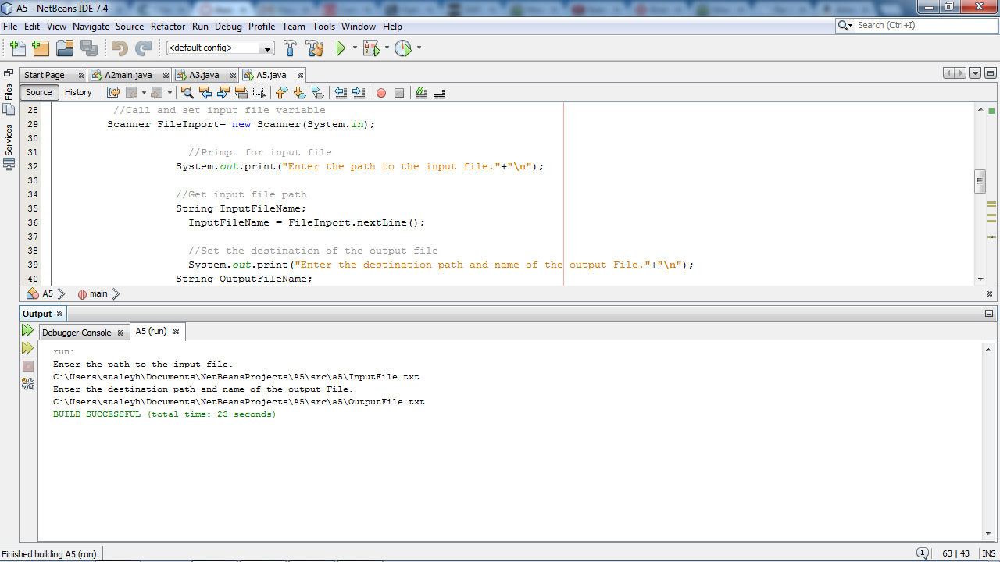 A5 - NetBeans IDE 7.4
File Edit View Navigate Source Refactor Run Debug Profile Team Tools Window Help
Search (Ctrl+I)
<default config>
Start Page A2main.java A3.java A5.java
Source History
Files
Services
28 //Call and set input file variable
29 Scanner FileInport= new Scanner(System.in);
30
31 //Primpt for input file
32 System.out.print("Enter the path to the input file."+"\n");
33
34 //Get input file path
35 String InputFileName;
36 InputFileName = FileInport.nextLine();
37
38 //Set the destination of the output file
39 System.out.print("Enter the destination path and name of the output File."+"\n");
40 String OutputFileName;
A5 main
Output
Debugger Console A5 (run)
run:
Enter the path to the input file.
C:\Users\staleyh\Documents\NetBeansProjects\A5\src\a5\InputFile.txt
Enter the destination path and name of the output File.
C:\Users\staleyh\Documents\NetBeansProjects\A5\src\a5\OutputFile.txt
BUILD SUCCESSFUL (total time: 23 seconds)
Finished building A5 (run).
1 63 | 43 INS